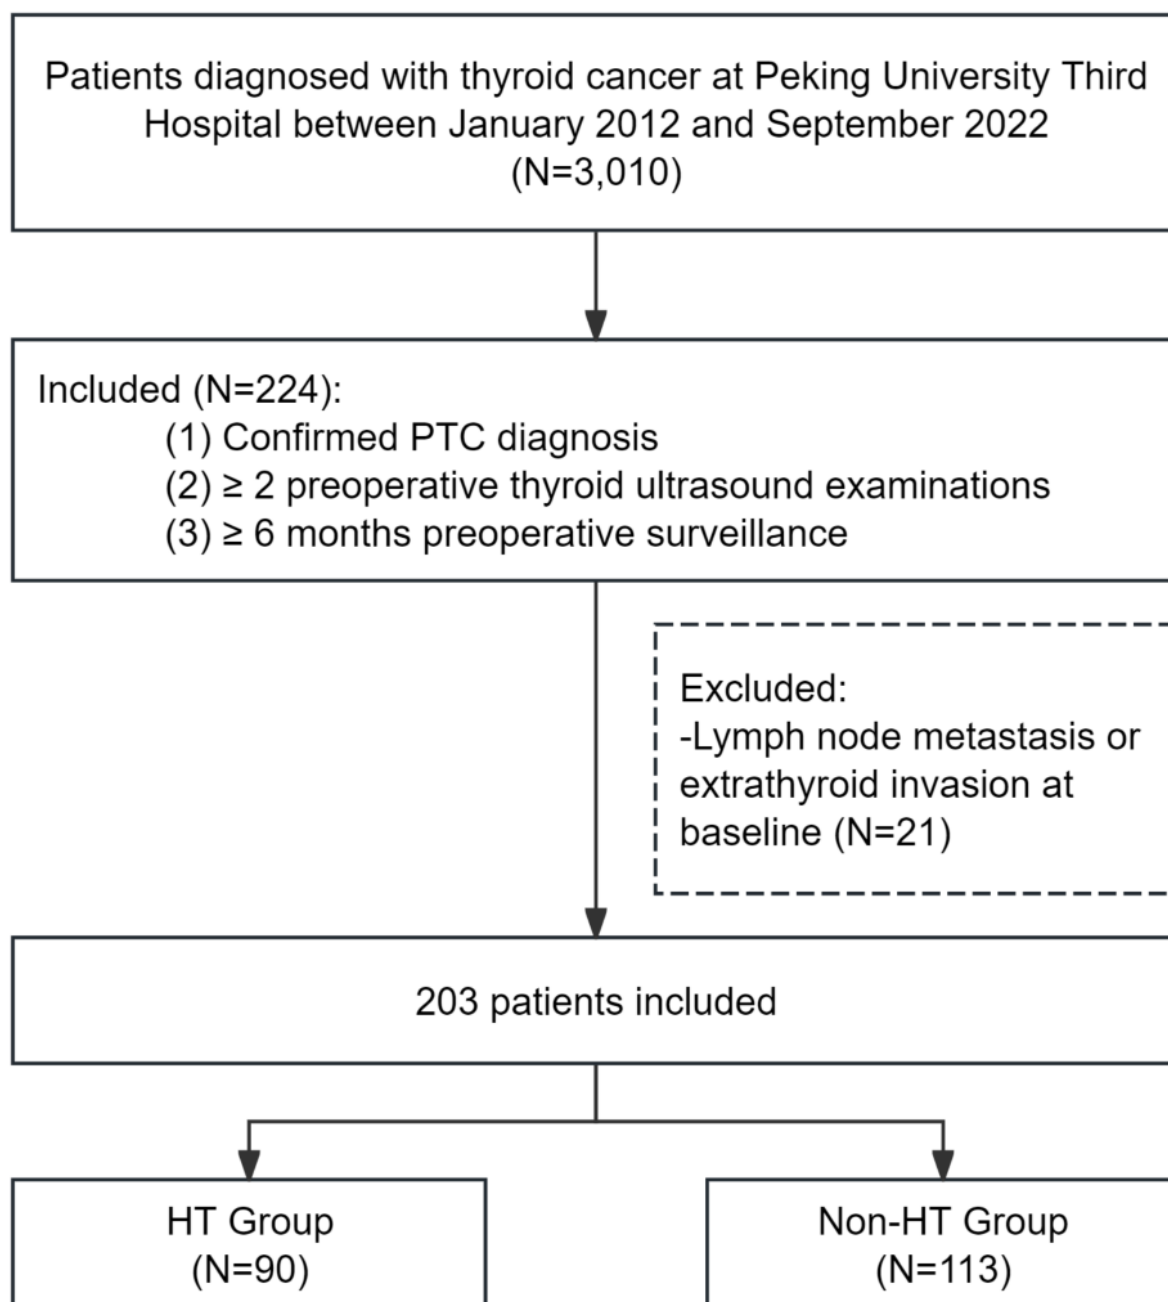 Patients diagnosed with thyroid cancer at Peking University Third
Hospital between January 2012 and September 2022
(N=3,010)
Included (N=224):
(1) Confirmed PTC diagnosis
(2) ≥ 2 preoperative thyroid ultrasound examinations
(3) ≥ 6 months preoperative surveillance
Excluded:
-Lymph node metastasis or
extrathyroid invasion at
baseline (N=21)
203 patients included
HT Group
(N=90)
Non-HT Group
(N=113)